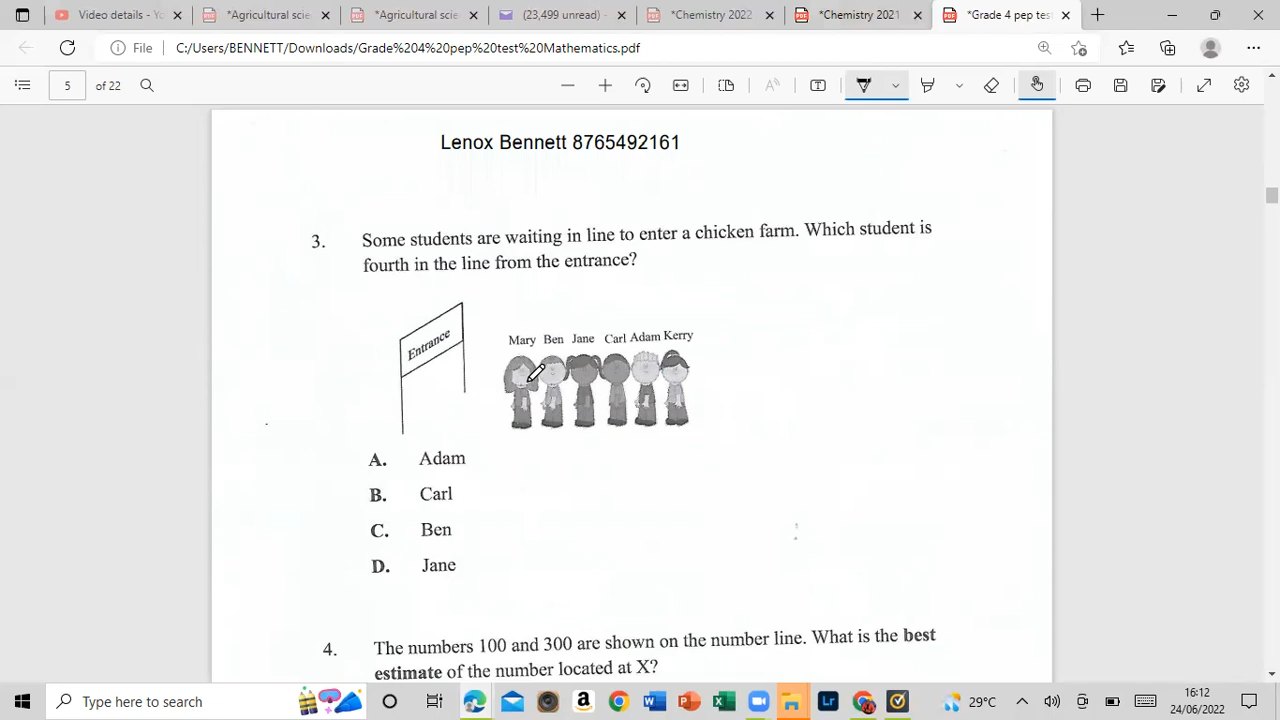 Video details - Yo
*Agricultural scie
*Agricultural scie
(23,499 unread) -
*Chemistry 2022
*Chemistry 2021
*Grade 4 pep tes
File
C:/Users/BENNETT/Downloads/Grade%204%20pep%20test%20Mathematics.pdf
5 of 22
Lenox Bennett 8765492161
3. Some students are waiting in line to enter a chicken farm. Which student is
fourth in the line from the entrance?
Entrance
Mary Ben Jane Carl Adam Kerry
A. Adam
B. Carl
C. Ben
D. Jane
4. The numbers 100 and 300 are shown on the number line. What is the best
estimate of the number located at X?
Type here to search
29°C
16:12
24/06/2022